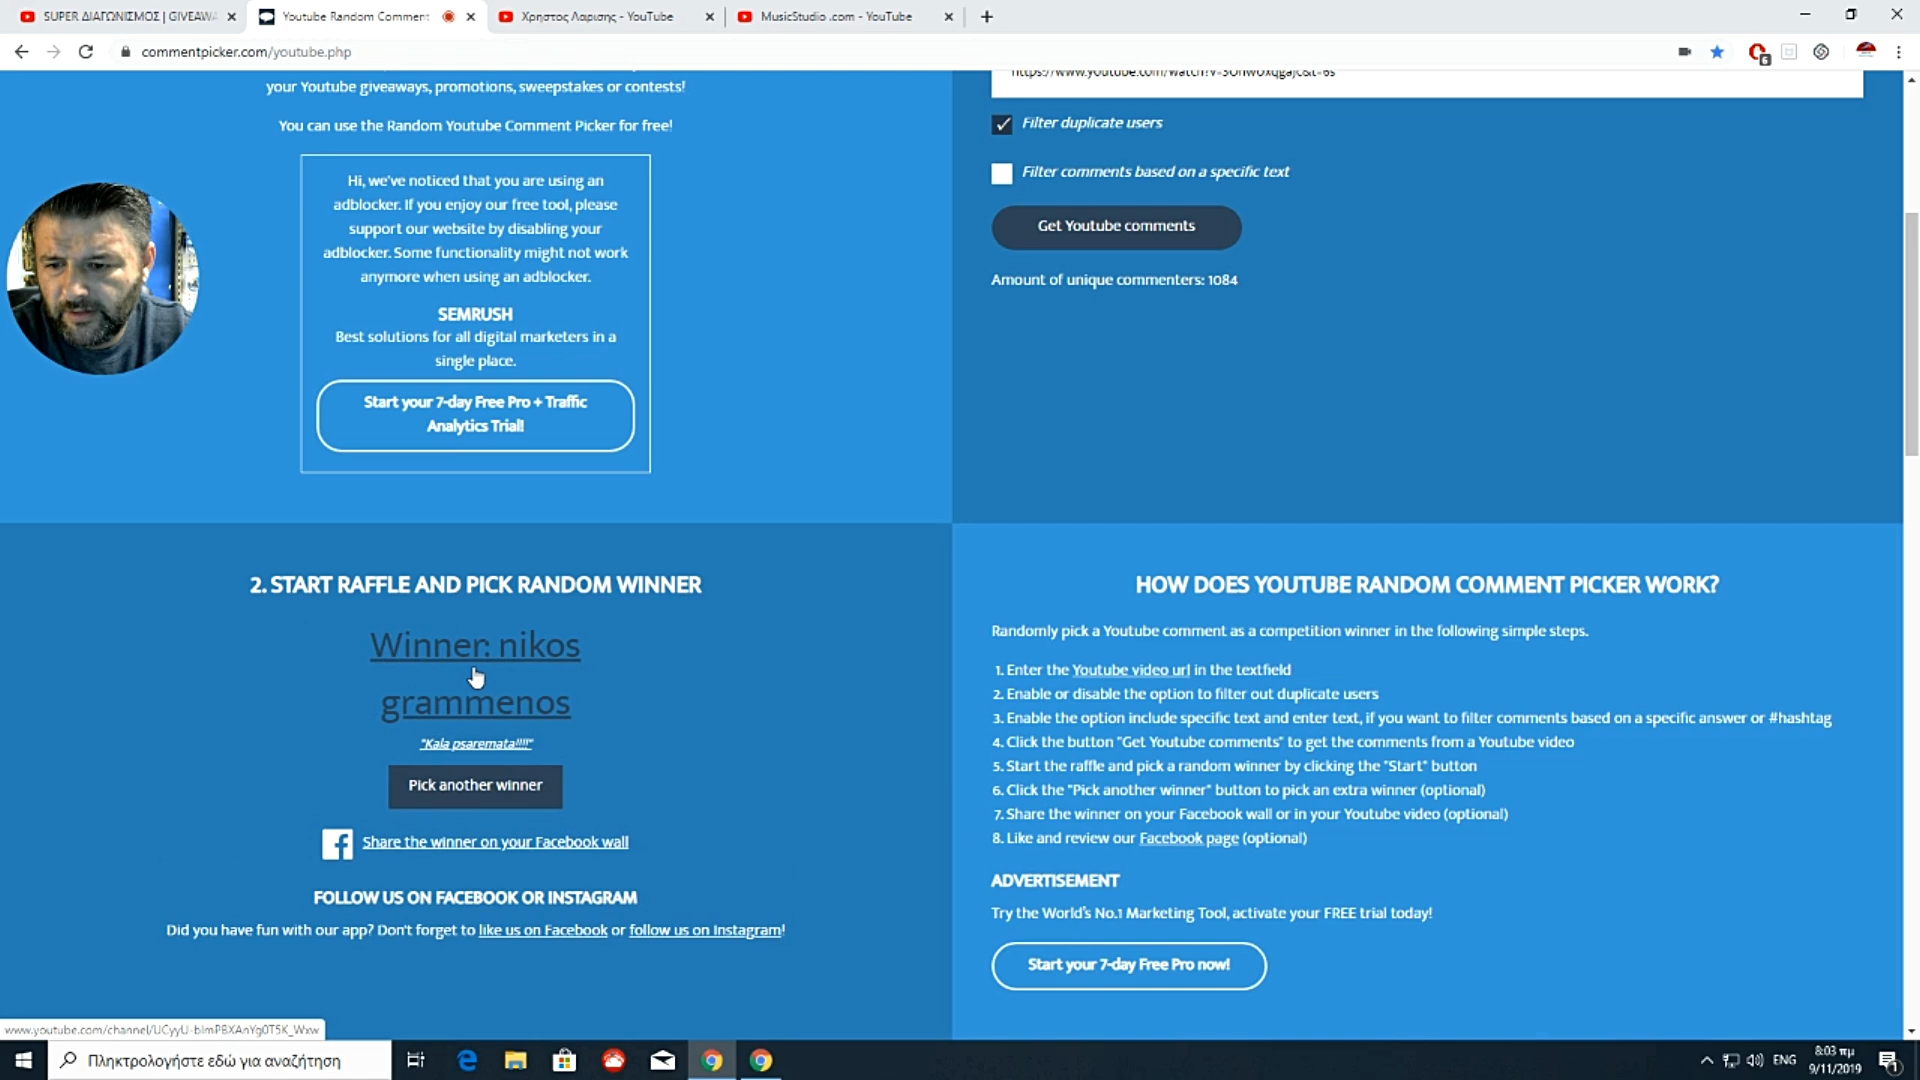 SUPER ΔΙΑΓΩΝΙΣΜΟΣ | GIVEAWA
Youtube Random Comment
Χρηστος Λαρισης - YouTube
MusicStudio .com - YouTube
commentpicker.com/youtube.php
6
your Youtube giveaways, promotions, sweepstakes or contests!
You can use the Random Youtube Comment Picker for free!
Hi, we've noticed that you are using an
adblocker. If you enjoy our free tool, please
support our website by disabling your
adblocker. Some functionality might not work
anymore when using an adblocker.
SEMRUSH
Best solutions for all digital marketers in a
single place.
Start your 7-day Free Pro + Traffic
Analytics Trial!
Filter duplicate users
Filter comments based on a specific text
Get Youtube comments
Amount of unique commenters: 1084
2. START RAFFLE AND PICK RANDOM WINNER
Winner: nikos
grammenos
"Kala psaremata!!!!"
Pick another winner
Share the winner on your Facebook wall
FOLLOW US ON FACEBOOK OR INSTAGRAM
Did you have fun with our app? Don't forget to like us on Facebook or follow us on Instagram!
HOW DOES YOUTUBE RANDOM COMMENT PICKER WORK?
Randomly pick a Youtube comment as a competition winner in the following simple steps.
1. Enter the Youtube video url in the textfield
2. Enable or disable the option to filter out duplicate users
3. Enable the option include specific text and enter text, if you want to filter comments based on a specific answer or #hashtag
4. Click the button "Get Youtube comments" to get the comments from a Youtube video
5. Start the raffle and pick a random winner by clicking the "Start" button
6. Click the "Pick another winner" button to pick an extra winner (optional)
7. Share the winner on your Facebook wall or in your Youtube video (optional)
8. Like and review our Facebook page (optional)
ADVERTISEMENT
Try the World's No.1 Marketing Tool, activate your FREE trial today!
Start your 7-day Free Pro now!
Πληκτρολογήστε εδώ για αναζήτηση
ENG
8:03 πμ
9/11/2019
1